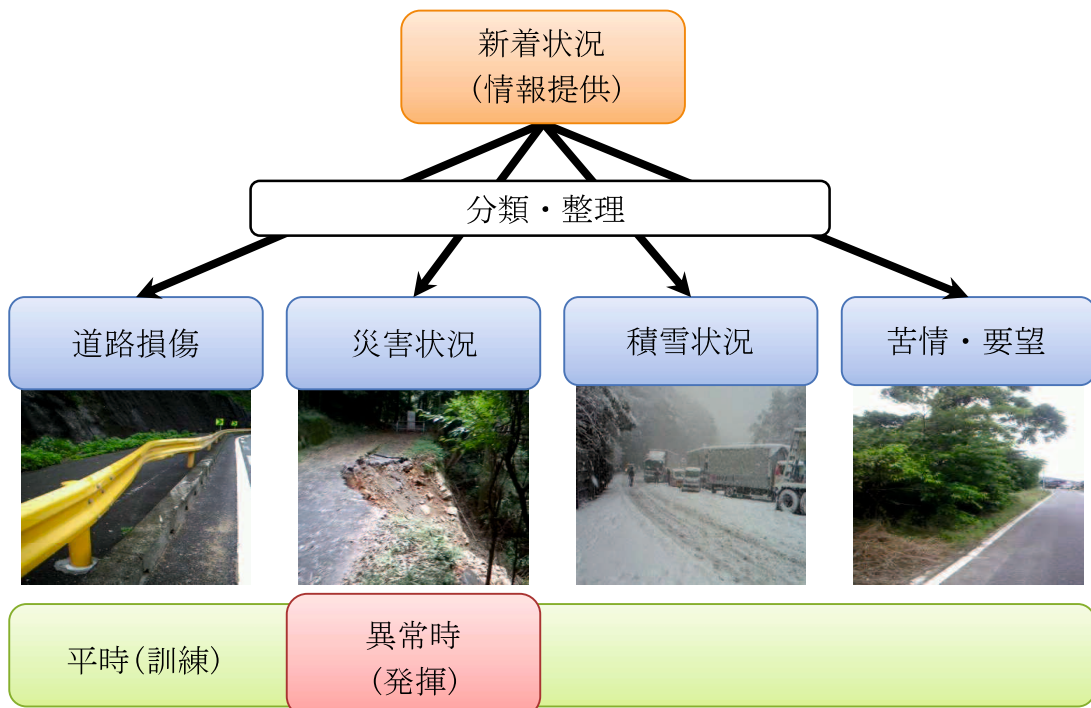 新着状況
(情報提供)
分類・整理
道路損傷
災害状況
積雪状況
苦情・要望
平時(訓練)
異常時
(発揮)